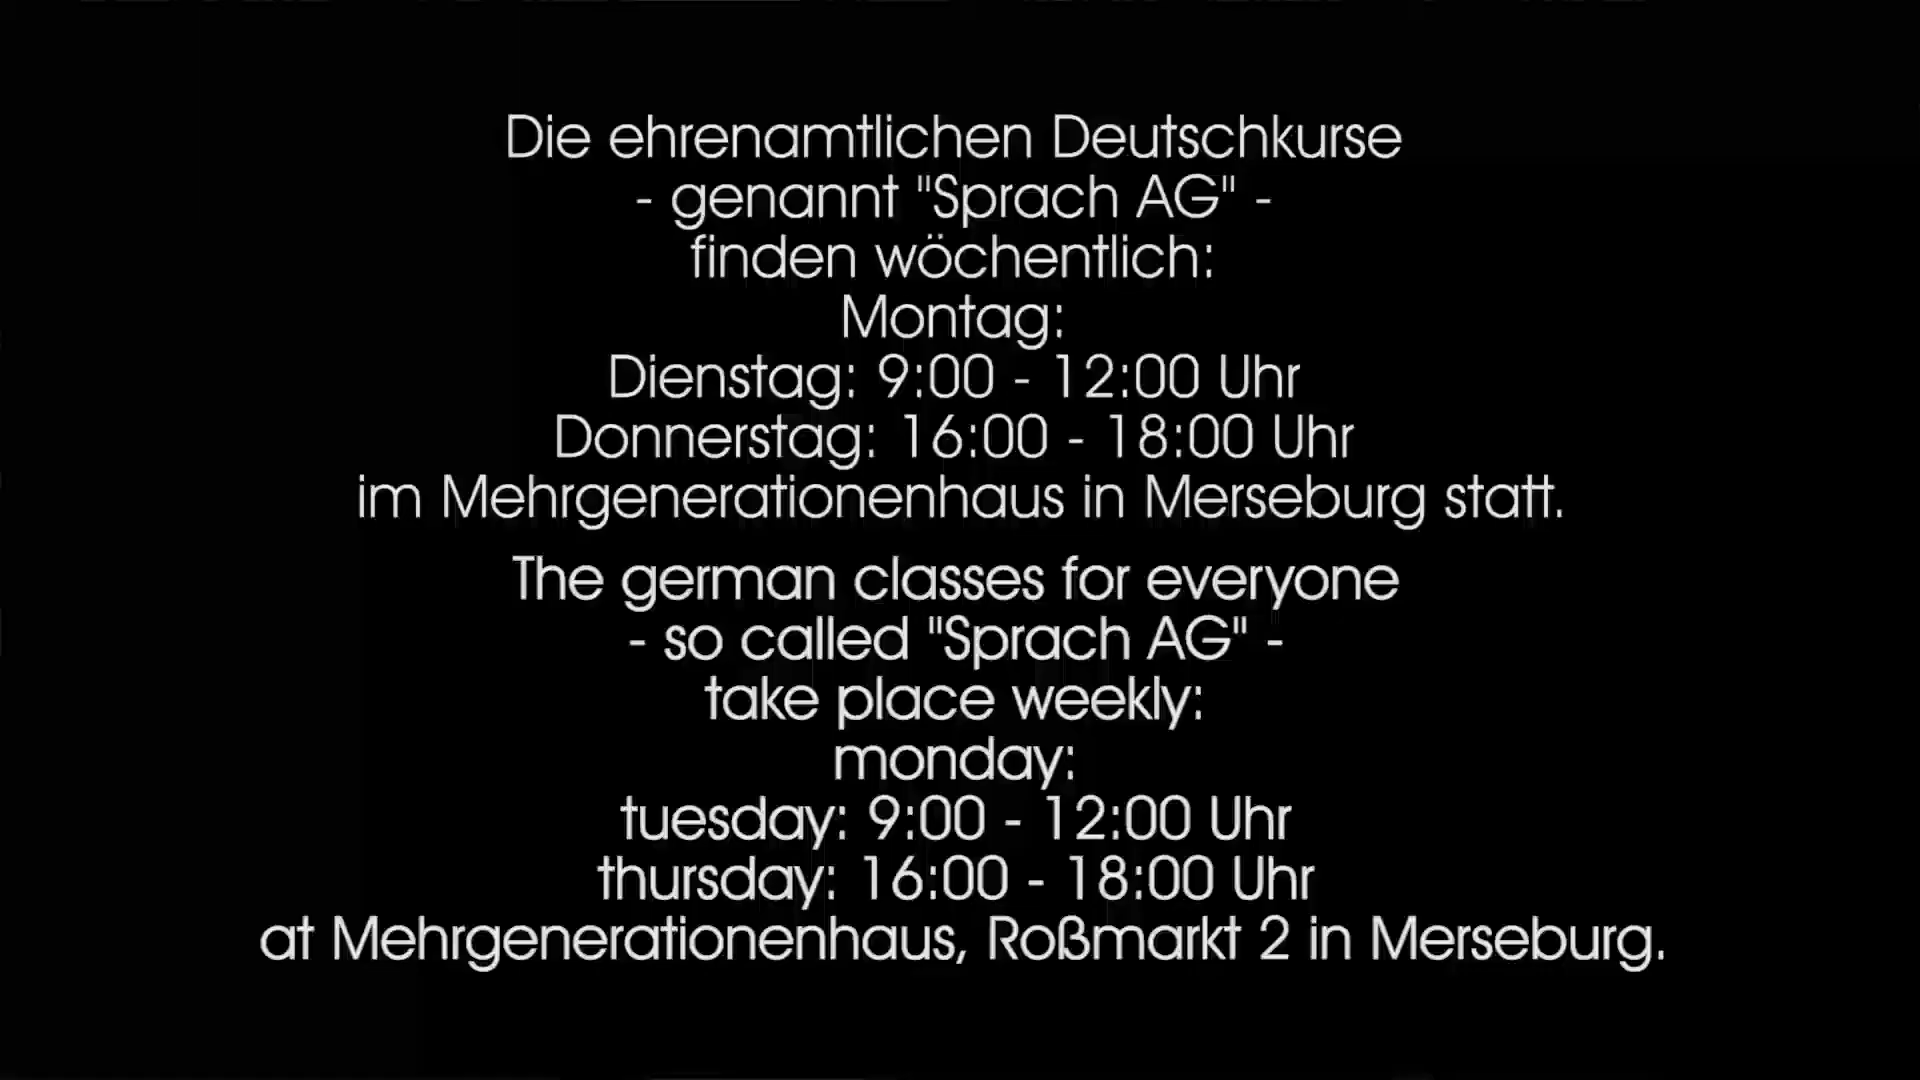 Die ehrenamtlichen Deutschkurse
- genannt "Sprach AG" -
finden wöchentlich:
Montag:
Dienstag: 9:00 - 12:00 Uhr
Donnerstag: 16:00 - 18:00 Uhr
im Mehrgenerationenhaus in Merseburg statt.
The german classes for everyone
- so called "Sprach AG" -
take place weekly:
monday:
tuesday: 9:00 - 12:00 Uhr
thursday: 16:00 - 18:00 Uhr
at Mehrgenerationenhaus, Roßmarkt 2 in Merseburg.